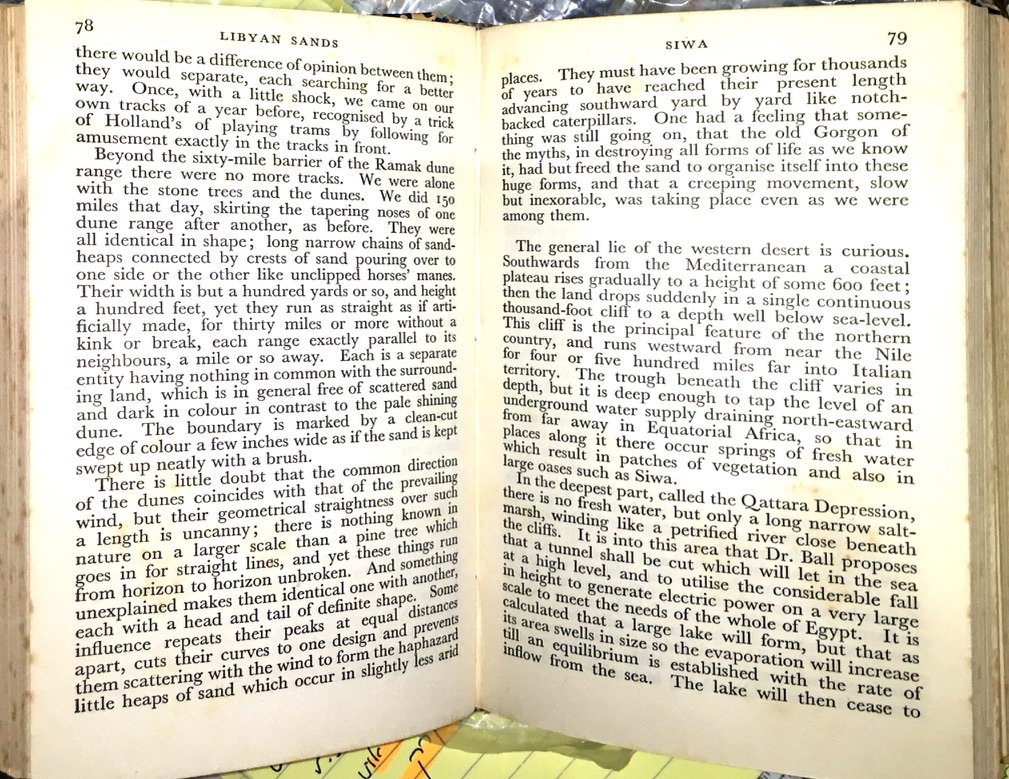 78
LIBYAN SANDS
there would be a difference of opinion between them;
they would separate, each searching for a better
way. Once, with a little shock, we came on our
own tracks of a year before, recognised by a trick
of Holland's of playing trams by following for
amusement exactly in the tracks in front.
Beyond the sixty-mile barrier of the Ramak dune
range there were no more tracks. We were alone
with the stone trees and the dunes. We did 150
miles that day, skirting the tapering noses of one
dune range after another, as before. They were
all identical in shape; long narrow chains of sand-
heaps connected by crests of sand pouring over to
one side or the other like unclipped horses' manes.
Their width is but a hundred yards or so, and height
a hundred feet, yet they run as straight as if arti-
ficially made, for thirty miles or more without a
kink or break, each range exactly parallel to its
neighbours, a mile or so away. Each is a separate
entity having nothing in common with the surround-
ing land, which is in general free of scattered sand
and dark in colour in contrast to the pale shining
dune. The boundary is marked by a clean-cut
edge of colour a few inches wide as if the sand is kept
swept up neatly with a brush.
There is little doubt that the common direction
of the dunes coincides with that of the prevailing
wind, but their geometrical straightness over such
a length is uncanny; there is nothing known in
nature on a larger scale than a pine tree which
goes in for straight lines, and yet these things run
from horizon to horizon unbroken. And something
unexplained makes them identical one with another,
each with a head and tail of definite shape. Some
influence repeats their peaks at equal distances
apart, cuts their curves to one design and prevents
them scattering with the wind to form the haphazard
little heaps of sand which occur in slightly less arid
SIWA
79
places. They must have been growing for thousands
of years to have reached their present length
advancing southward yard by yard like notch-
backed caterpillars. One had a feeling that some-
thing was still going on, that the old Gorgon of
the myths, in destroying all forms of life as we know
it, had but freed the sand to organise itself into these
huge forms, and that a creeping movement, slow
but inexorable, was taking place even as we were
among them.
The general lie of the western desert is curious.
Southwards from the Mediterranean a coastal
plateau rises gradually to a height of some 600 feet;
then the land drops suddenly in a single continuous
thousand-foot cliff to a depth well below sea-level.
This cliff is the principal feature of the northern
country, and runs westward from near the Nile
for four or five hundred miles far into Italian
territory. The trough beneath the cliff varies in
depth, but it is deep enough to tap the level of an
underground water supply draining north-eastward
from far away in Equatorial Africa, so that in
places along it there occur springs of fresh water
which result in patches of vegetation and also in
large oases such as Siwa.
In the deepest part, called the Qattara Depression,
there is no fresh water, but only a long narrow salt-
marsh, winding like a petrified river close beneath
the cliffs. It is into this area that Dr. Ball proposes
that a tunnel shall be cut which will let in the sea
at a high level, and to utilise the considerable fall
in height to generate electric power on a very large
scale to meet the needs of the whole of Egypt. It is
calculated that a large lake will form, but that as
its area swells in size so the evaporation will increase
till an equilibrium is established with the rate of
inflow from the sea. The lake will then cease to